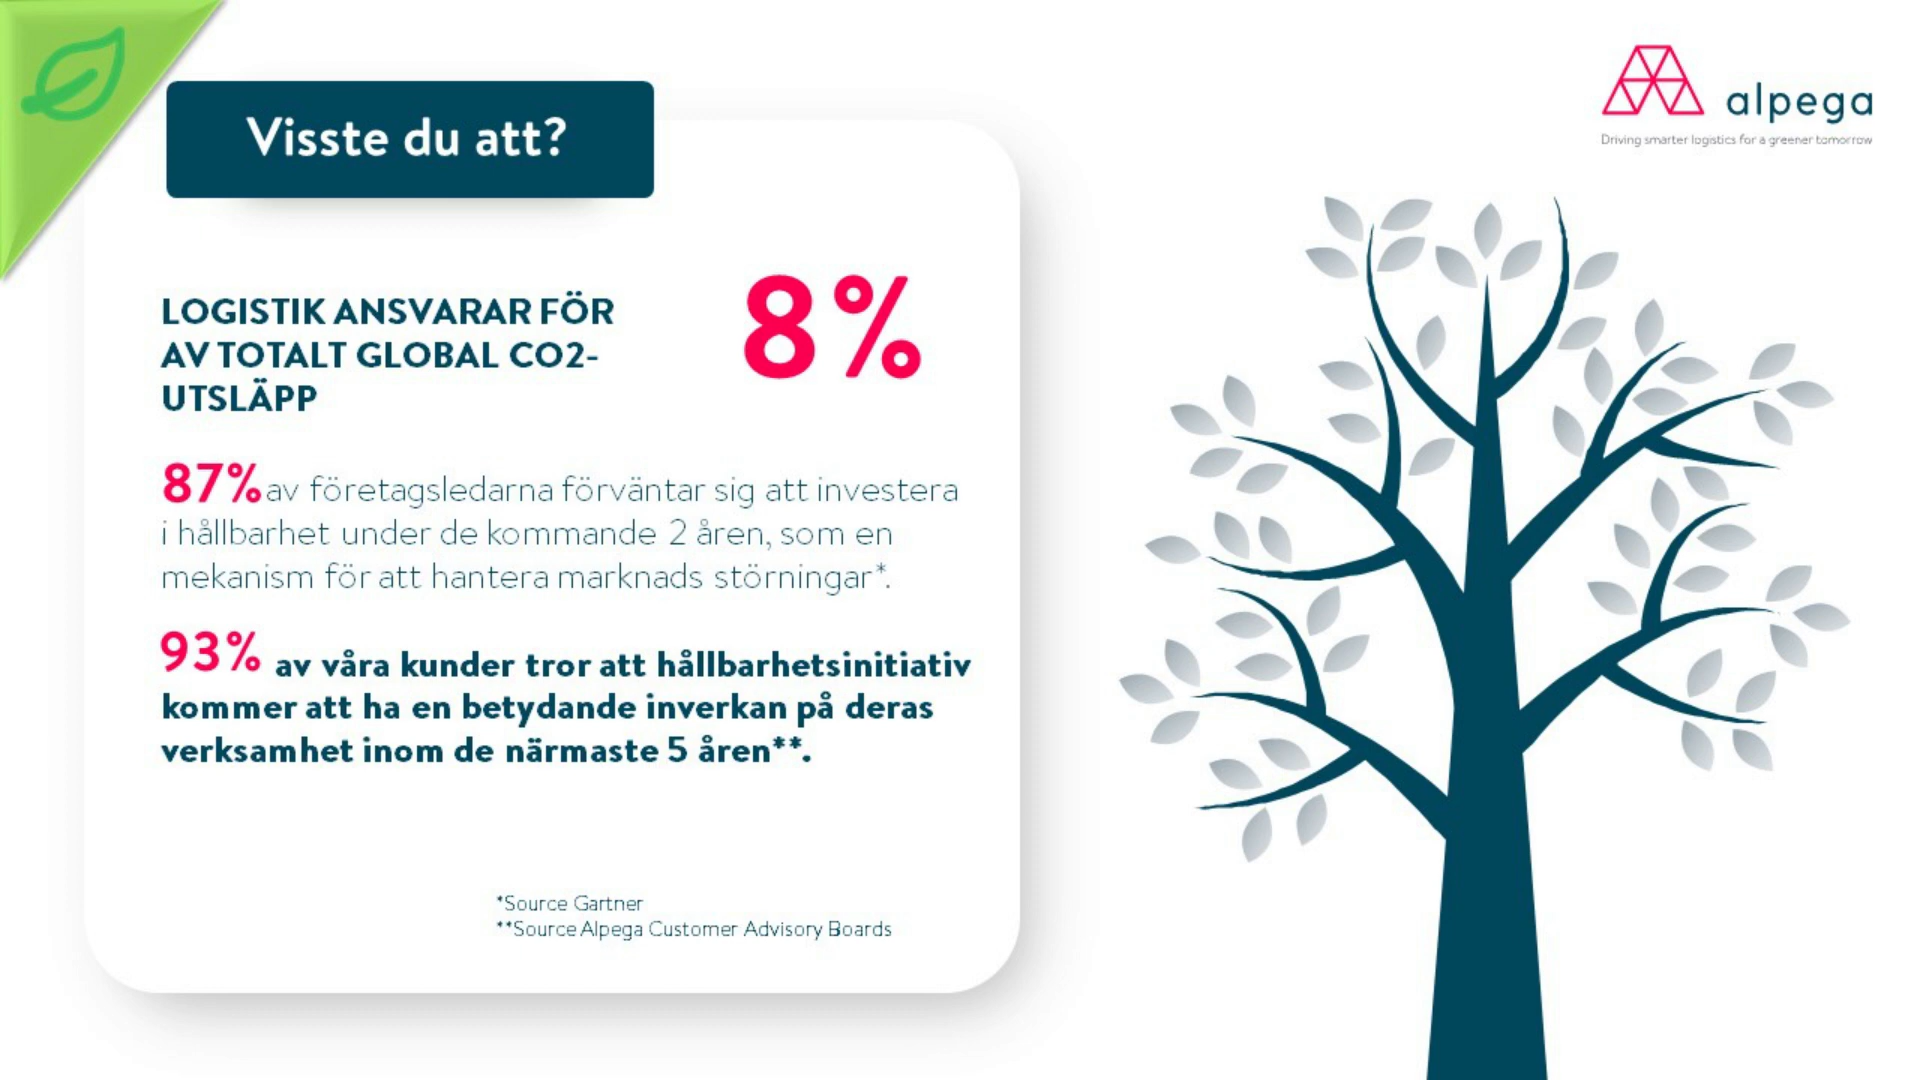 Visste du att?
alpega
Driving smarter logistics for a greener tomorrow
LOGISTIK ANSVARAR FÖR
8%
AV TOTALT GLOBAL CO2-
UTSLÄPP
87% av företagsledarna förväntar sig att investera
i hållbarhet under de kommande 2 åren, som en
mekanism för att hantera marknads störningar*.
93% av våra kunder tror att hållbarhetsinitiativ
kommer att ha en betydande inverkan på deras
verksamhet inom de närmaste 5 åren**.
*Source Gartner
**Source Alpega Customer Advisory Boards